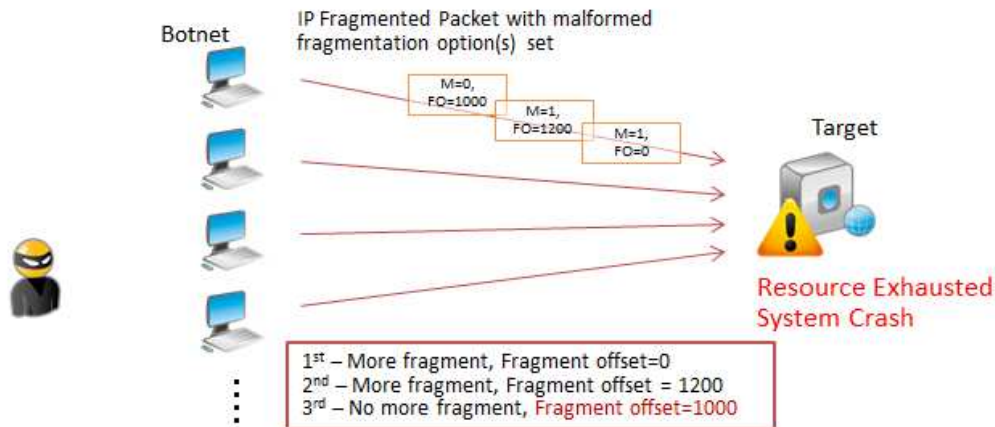 IP Fragmented Packet with malformed
fragmentation option(s) set
Botnet
M=0,
FO=1000
M=1,
FO=1200
M=1,
FO=0
Target
Resource Exhausted
System Crash
1st – More fragment, Fragment offset=0
2nd – More fragment, Fragment offset = 1200
3rd – No more fragment, Fragment offset=1000